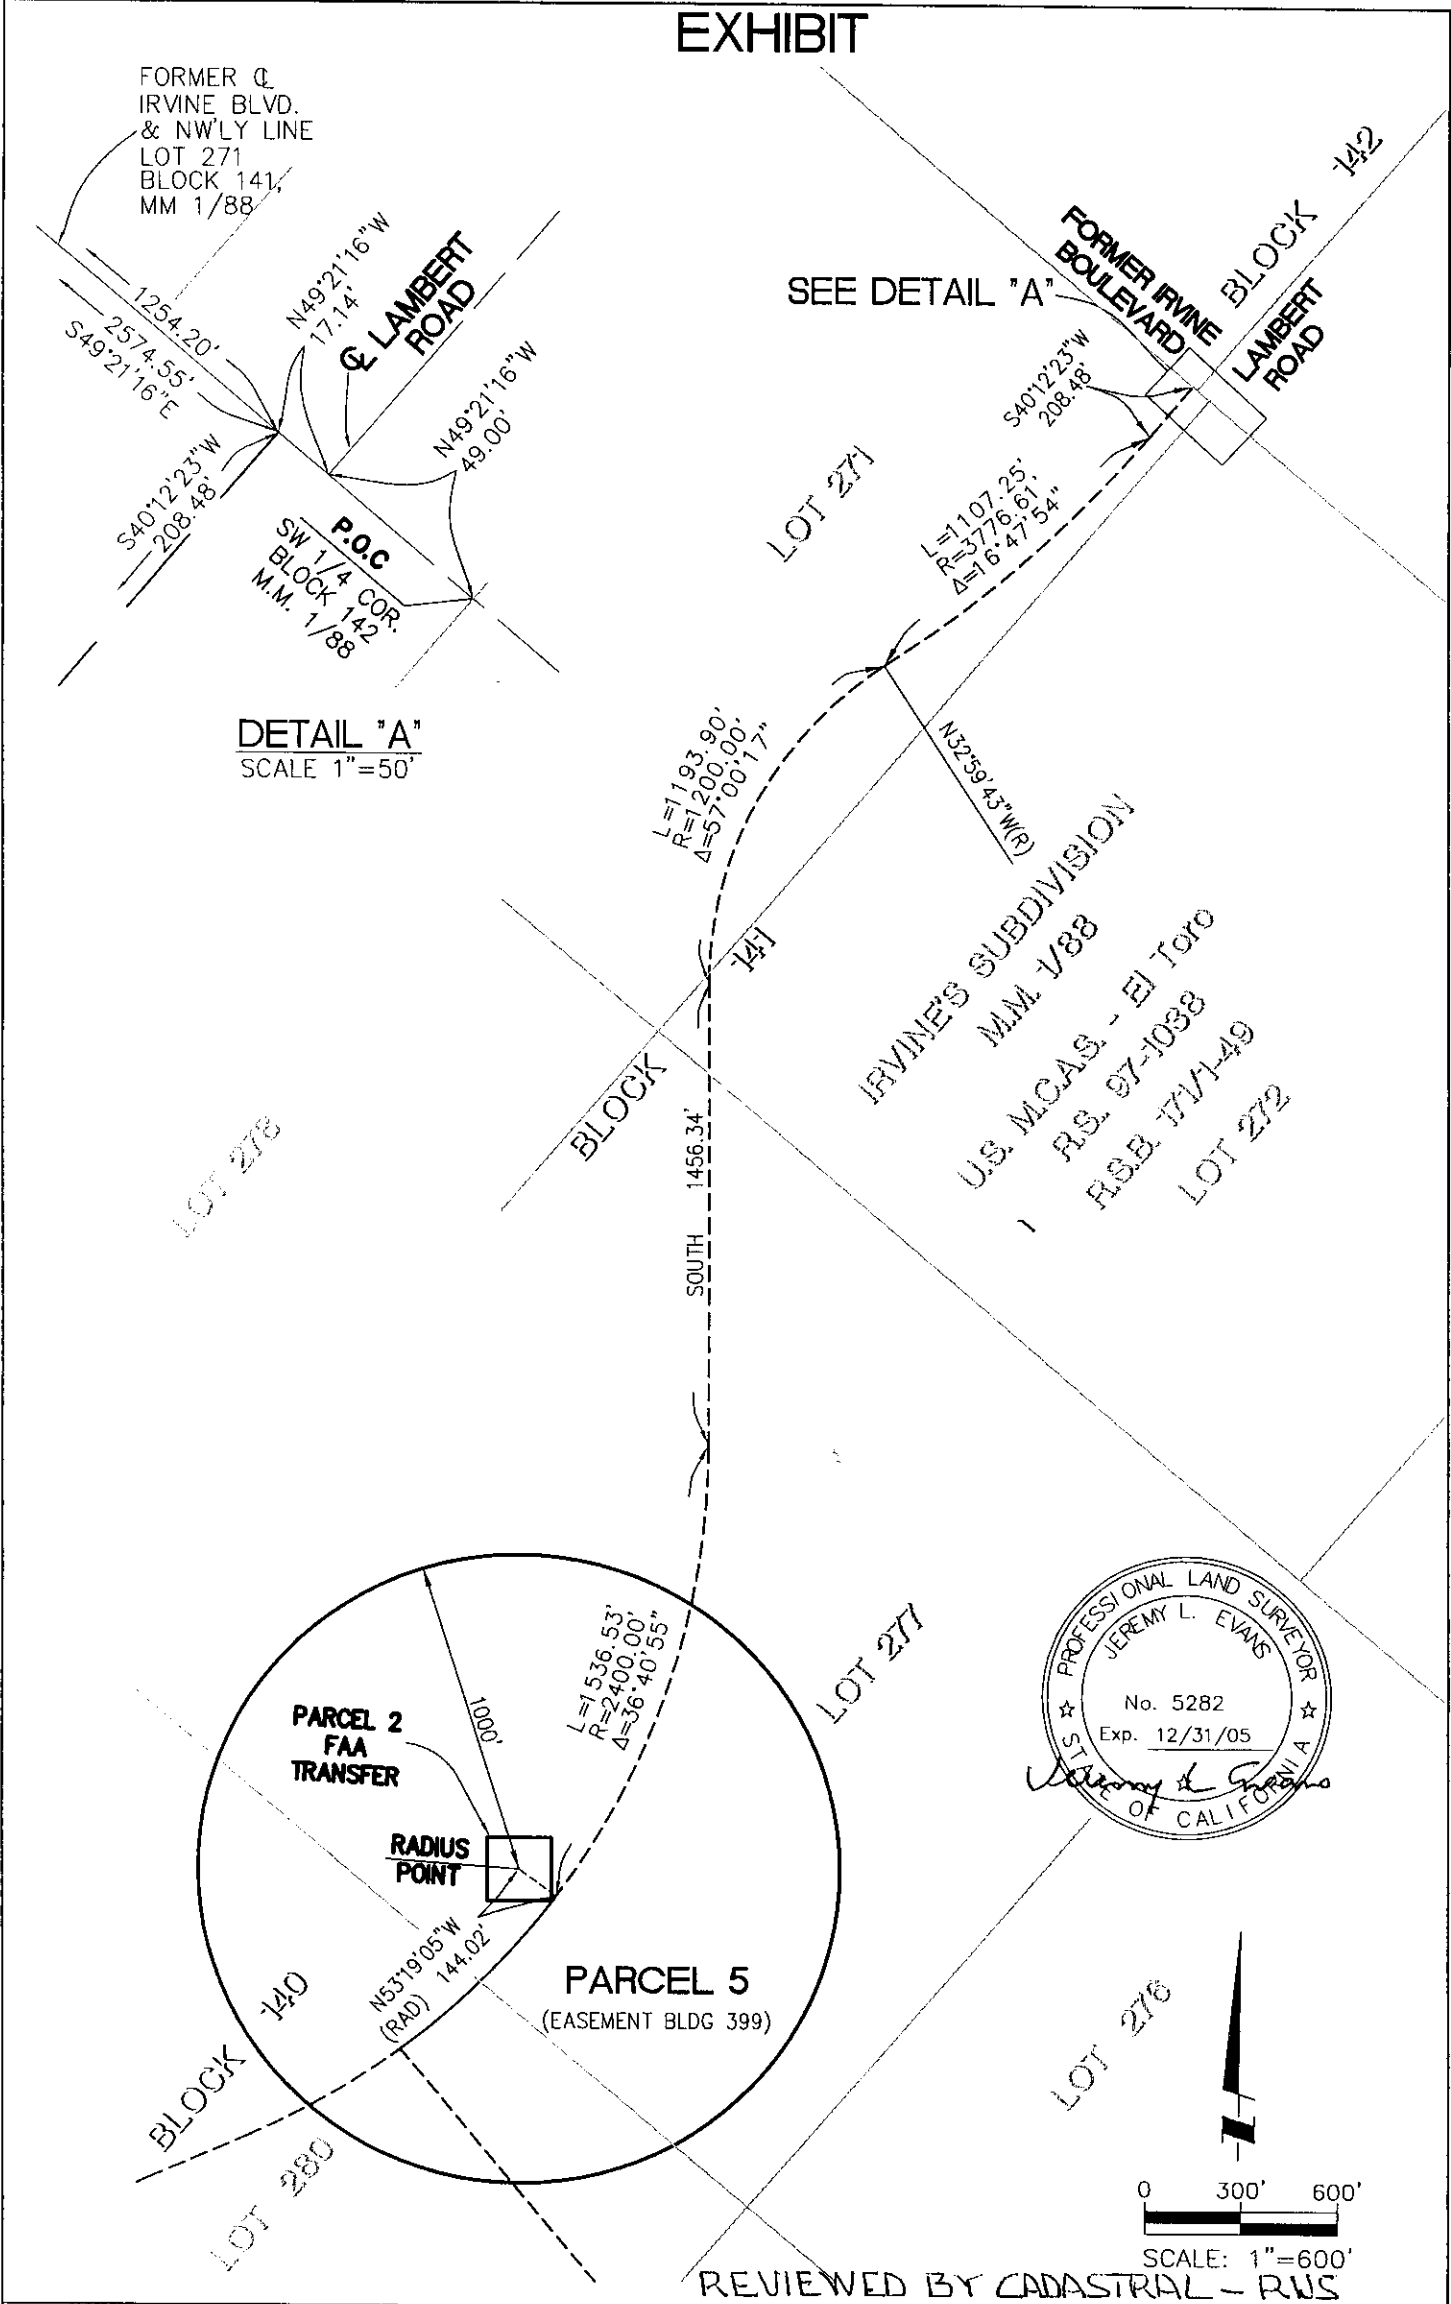 EXHIBIT
FORMER ℄
IRVINE BLVD.
& NW'LY LINE
LOT 271
BLOCK 141,
MM 1/88
1254.20'
2574.55'
S49°21'16"E
N49°21'16"W
17.14'
℄ LAMBERT
ROAD
N49°21'16"W
49.00'
S40°12'23"W
208.48'
P.O.C
SW 1/4 COR.
BLOCK 142
M.M. 1/88
DETAIL "A"
SCALE 1"=50'
SEE DETAIL "A"
FORMER IRVINE
BOULEVARD
BLOCK 142
LAMBERT
ROAD
S40°12'23"W
208.48'
LOT 271
L=1107.25'
R=3776.61'
Δ=16°47'54"
L=1193.90'
R=1200.00'
Δ=57°00'17"
N32°59'43"W(R)
BLOCK 141
IRVINE'S SUBDIVISION
M.M. 1/88
U.S. M.C.A.S. - El Toro
R.S. 97-1038
R.S.B. 171/1-49
LOT 272
LOT 278
SOUTH 1456.34'
L=1536.53'
R=2400.00'
Δ=36°40'55"
LOT 277
1000'
PARCEL 2
FAA
TRANSFER
RADIUS
POINT
N53°19'05"W
(RAD) 144.02'
PARCEL 5
(EASEMENT BLDG 399)
BLOCK 140
LOT 280
LOT 276
PROFESSIONAL LAND SURVEYOR
JEREMY L. EVANS
No. 5282
Exp. 12/31/05
Jeremy L Evans
STATE OF CALIFORNIA
N
0 300' 600'
SCALE: 1"=600'
REVIEWED BY CADASTRAL - RWS